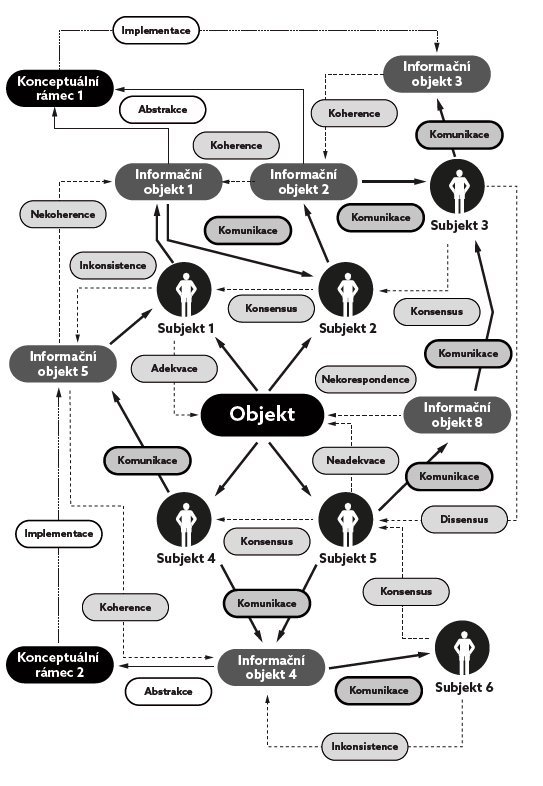 Implementace
Informační
objekt 3
Konceptuální
rámec 1
Abstrakce
Koherence
Komunikace
Koherence
Informační
objekt 1
Informační
objekt 2
Nekoherence
Komunikace
Komunikace
Subjekt 3
Inkonsistence
Konsensus
Konsensus
Subjekt 1
Subjekt 2
Informační
objekt 5
Komunikace
Adekvace
Nekorespondence
Objekt
Informační
objekt 8
Komunikace
Neadekvace
Komunikace
Implementace
Dissensus
Konsensus
Subjekt 4
Subjekt 5
Konsensus
Koherence
Komunikace
Konceptuální
rámec 2
Informační
objekt 4
Abstrakce
Komunikace
Subjekt 6
Inkonsistence